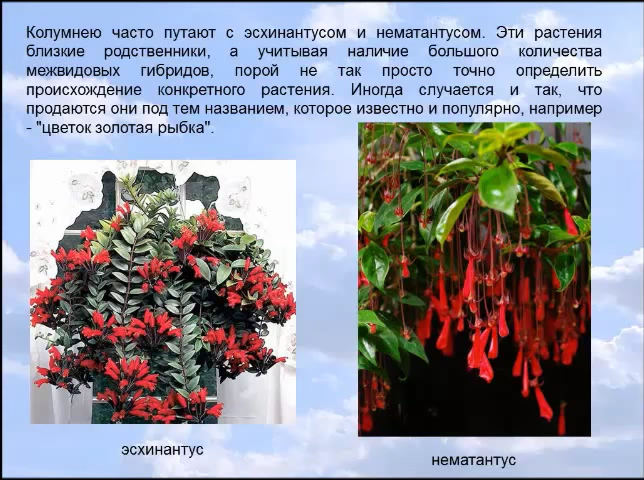 Колумнею часто путают с эсхинантусом и нематантусом. Эти растения
близкие родственники, а учитывая наличие большого количества
межвидовых гибридов, порой не так просто точно определить
происхождение конкретного растения. Иногда случается и так, что
продаются они под тем названием, которое известно и популярно, например
- "цветок золотая рыбка".
эсхинантус
нематантус